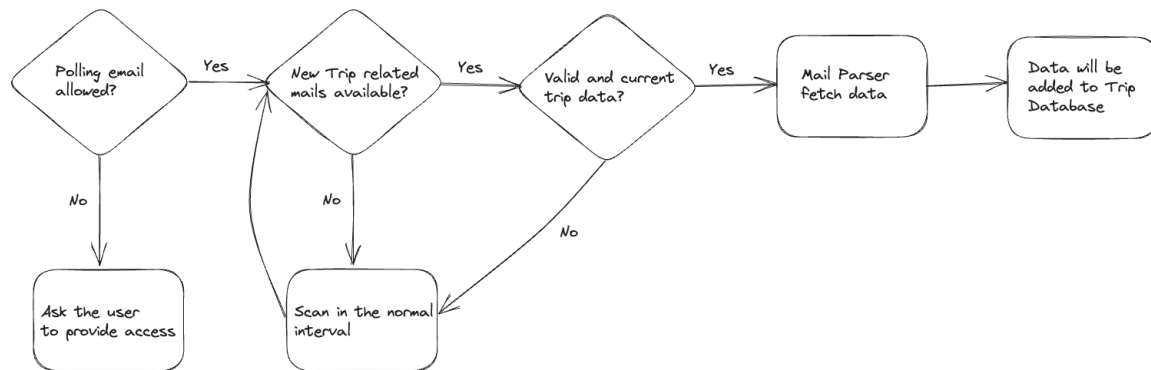 Polling email
allowed?
Yes
New Trip related
mails available?
Yes
Valid and current
trip data?
Yes
Mail Parser
fetch data
Data will be
added to Trip
Database
No
No
No
Ask the user
to provide access
Scan in the normal
interval